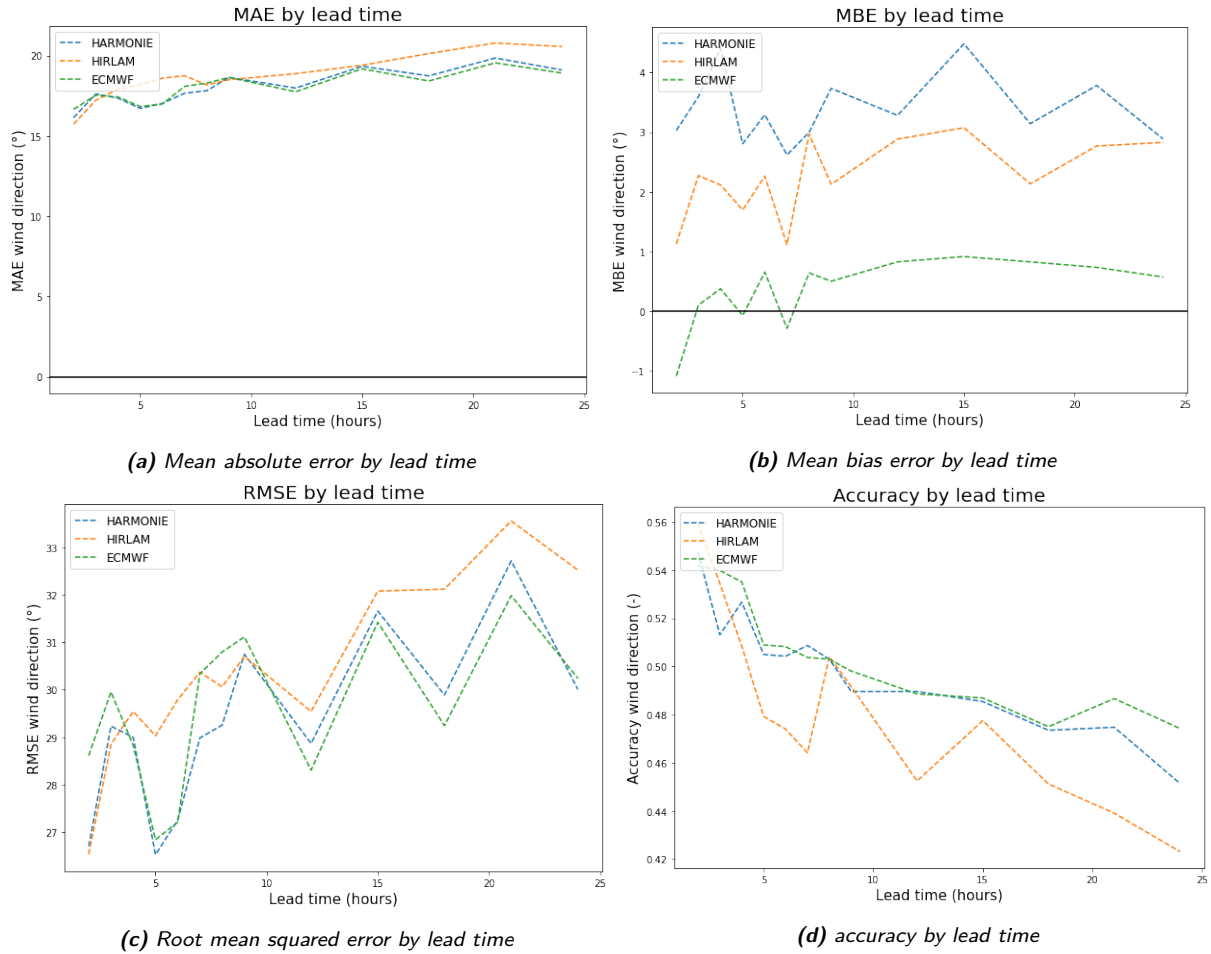 MAE by lead time
HARMONIE
HIRLAM
ECMWF
20
15
10
5
0
MAE wind direction (°)
5
10
15
20
25
Lead time (hours)
(a) Mean absolute error by lead time
MBE by lead time
HARMONIE
HIRLAM
ECMWF
4
3
2
1
0
−1
MBE wind direction (°)
5
10
15
20
25
Lead time (hours)
(b) Mean bias error by lead time
RMSE by lead time
HARMONIE
HIRLAM
ECMWF
33
32
31
30
29
28
27
RMSE wind direction (°)
5
10
15
20
25
Lead time (hours)
(c) Root mean squared error by lead time
Accuracy by lead time
HARMONIE
HIRLAM
ECMWF
0.56
0.54
0.52
0.50
0.48
0.46
0.44
0.42
Accuracy wind direction (-)
5
10
15
20
25
Lead time (hours)
(d) accuracy by lead time